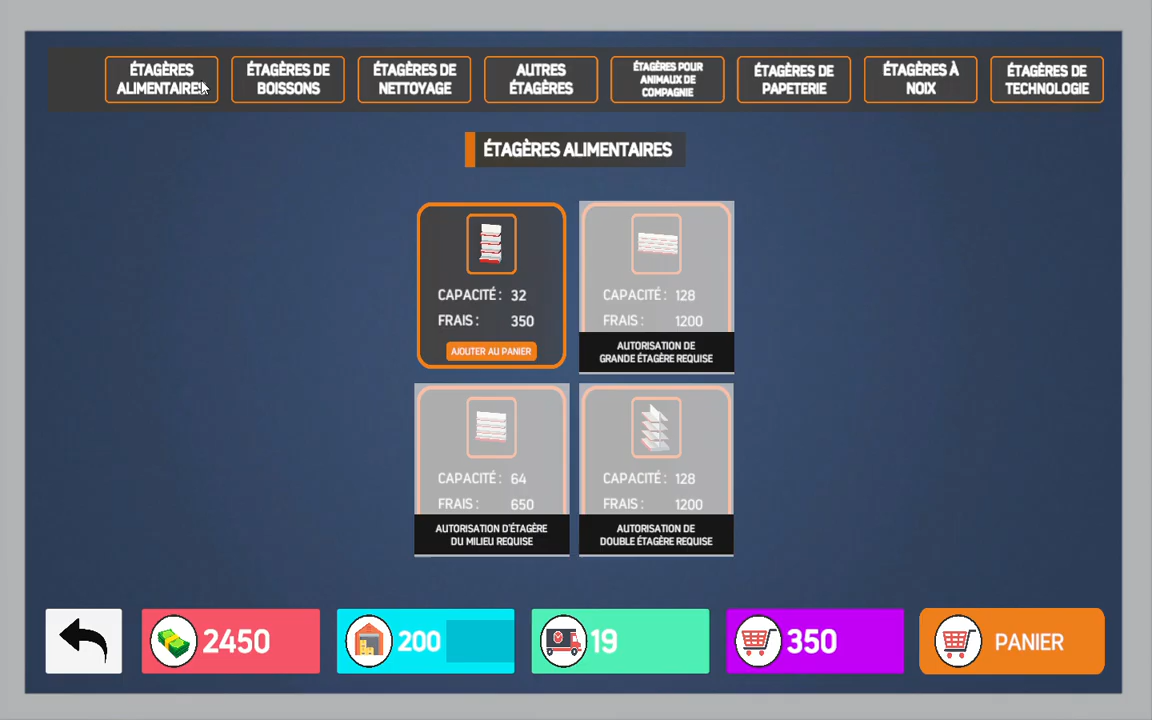 ÉTAGÈRES
ALIMENTAIRES
ÉTAGÈRES DE
BOISSONS
ÉTAGÈRES DE
NETTOYAGE
AUTRES
ÉTAGÈRES
ÉTAGÈRES POUR
ANIMAUX DE
COMPAGNIE
ÉTAGÈRES DE
PAPETERIE
ÉTAGÈRES À
NOIX
ÉTAGÈRES DE
TECHNOLOGIE
ÉTAGÈRES ALIMENTAIRES
CAPACITÉ : 32
FRAIS : 350
AJOUTER AU PANIER
CAPACITÉ : 128
FRAIS : 1200
AUTORISATION DE
GRANDE ÉTAGÈRE REQUISE
CAPACITÉ : 64
FRAIS : 650
AUTORISATION D'ÉTAGÈRE
DU MILIEU REQUISE
CAPACITÉ : 128
FRAIS : 1200
AUTORISATION DE
DOUBLE ÉTAGÈRE REQUISE
2450
200
19
350
PANIER